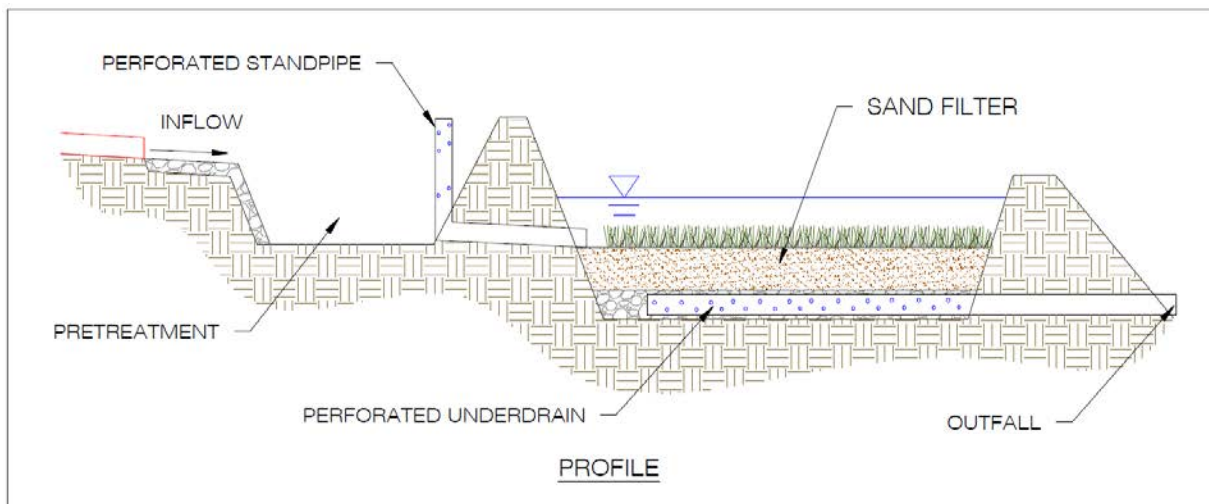 PERFORATED STANDPIPE
INFLOW
SAND FILTER
PRETREATMENT
PERFORATED UNDERDRAIN
OUTFALL
PROFILE